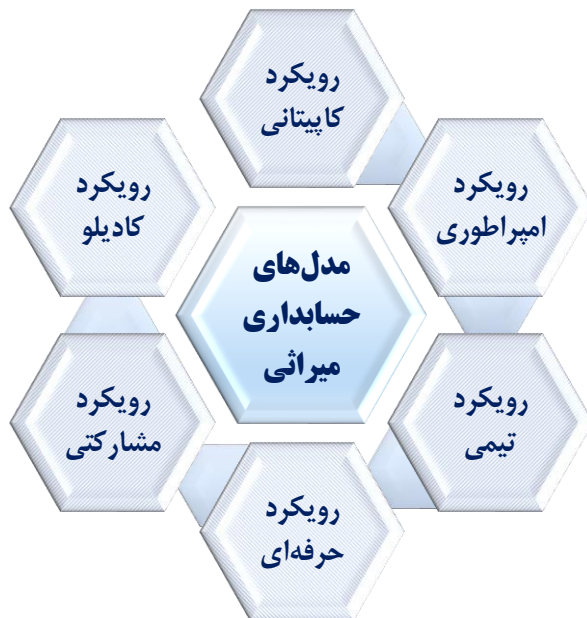 رویکرد
کاپیتانی
رویکرد
امپراطوری
رویکرد
تیمی
رویکرد
حرفه‌ای
رویکرد
مشارکتی
رویکرد
کادیلو
مدل‌های
حسابداری
میراثی